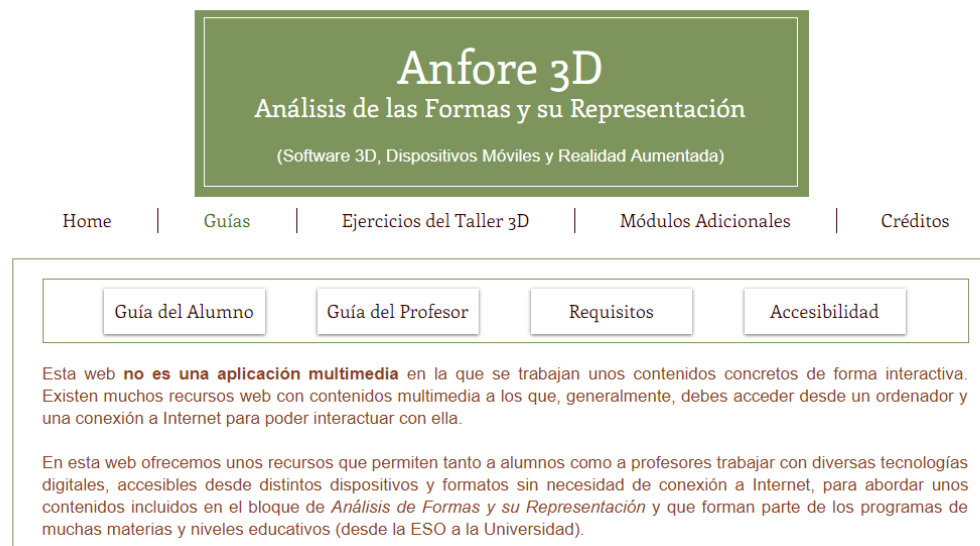 Anfore 3D
Análisis de las Formas y su Representación
(Software 3D, Dispositivos Móviles y Realidad Aumentada)
Home Guías Ejercicios del Taller 3D Módulos Adicionales Créditos
Guía del Alumno Guía del Profesor Requisitos Accesibilidad
Esta web no es una aplicación multimedia en la que se trabajan unos contenidos concretos de forma interactiva.
Existen muchos recursos web con contenidos multimedia a los que, generalmente, debes acceder desde un ordenador y
una conexión a Internet para poder interactuar con ella.
En esta web ofrecemos unos recursos que permiten tanto a alumnos como a profesores trabajar con diversas tecnologías
digitales, accesibles desde distintos dispositivos y formatos sin necesidad de conexión a Internet, para abordar unos
contenidos incluidos en el bloque de Análisis de Formas y su Representación y que forman parte de los programas de
muchas materias y niveles educativos (desde la ESO a la Universidad).